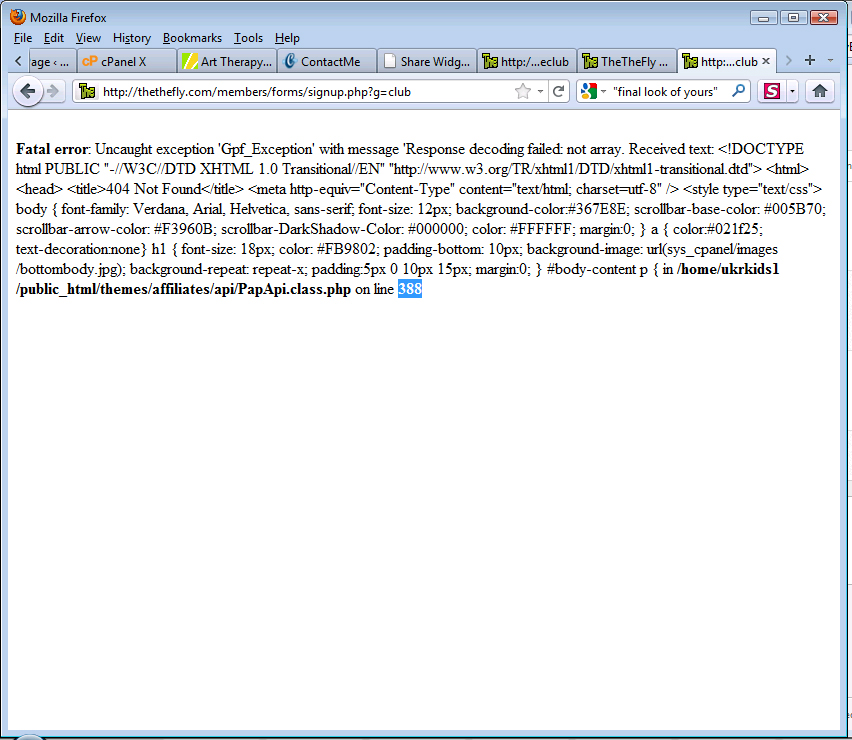 Mozilla Firefox
File Edit View History Bookmarks Tools Help
age ‹ ... cPanel X Art Therapy... ContactMe Share Widg... http:/...eclub TheTheFly ... http:...club
http://thethefly.com/members/forms/signup.php?g=club "final look of yours" S
Fatal error: Uncaught exception 'Gpf_Exception' with message 'Response decoding failed: not array. Received text: <!DOCTYPE
html PUBLIC "-//W3C//DTD XHTML 1.0 Transitional//EN" "http://www.w3.org/TR/xhtml1/DTD/xhtml1-transitional.dtd"> <html>
<head> <title>404 Not Found</title> <meta http-equiv="Content-Type" content="text/html; charset=utf-8" /> <style type="text/css">
body { font-family: Verdana, Arial, Helvetica, sans-serif; font-size: 12px; background-color:#367E8E; scrollbar-base-color: #005B70;
scrollbar-arrow-color: #F3960B; scrollbar-DarkShadow-Color: #000000; color: #FFFFFF; margin:0; } a { color:#021f25;
text-decoration:none} h1 { font-size: 18px; color: #FB9802; padding-bottom: 10px; background-image: url(sys_cpanel/images
/bottombody.jpg); background-repeat: repeat-x; padding:5px 0 10px 15px; margin:0; } #body-content p { in /home/ukrkids1
/public_html/themes/affiliates/api/PapApi.class.php on line 388